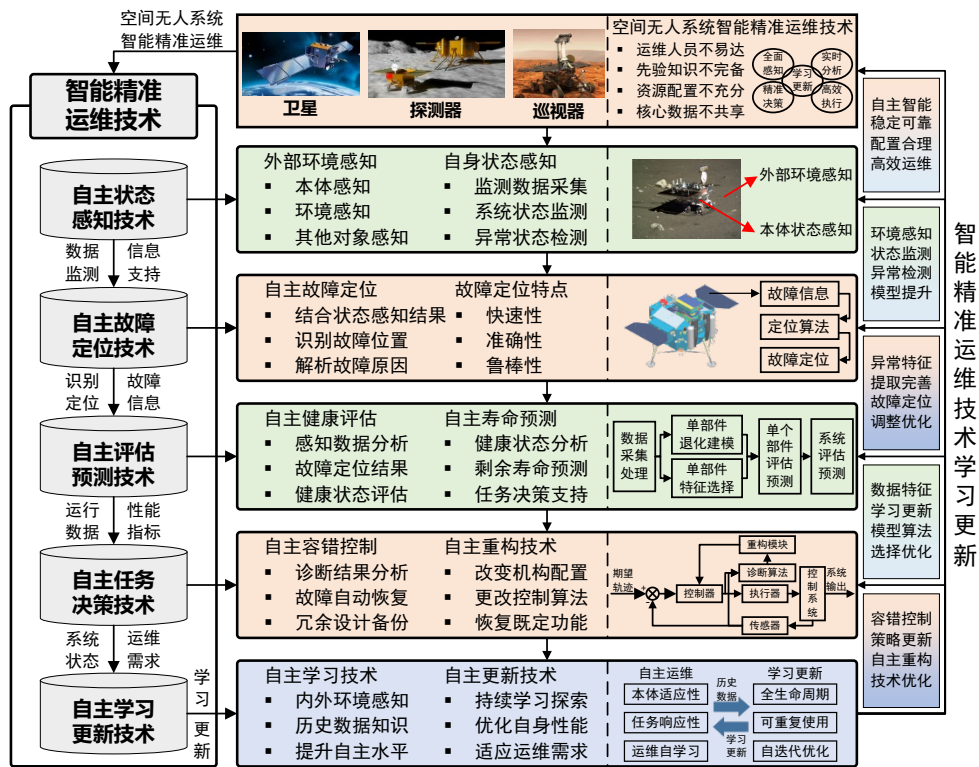 空间无人系统
智能精准运维
智能精准
运维技术
卫星
探测器
巡视器
空间无人系统智能精准运维技术
▪ 运维人员不易达
▪ 先验知识不完备
▪ 资源配置不充分
▪ 核心数据不共享
全面
感知
实时
分析
学习
更新
精准
决策
高效
执行
自主状态
感知技术
外部环境感知
▪ 本体感知
▪ 环境感知
▪ 其他对象感知
自身状态感知
▪ 监测数据采集
▪ 系统状态监测
▪ 异常状态检测
外部环境感知
本体状态感知
数据
监测
信息
支持
自主故障
定位技术
自主故障定位
▪ 结合状态感知结果
▪ 识别故障位置
▪ 解析故障原因
故障定位特点
▪ 快速性
▪ 准确性
▪ 鲁棒性
故障信息
定位算法
故障定位
识别
定位
故障
信息
自主评估
预测技术
自主健康评估
▪ 感知数据分析
▪ 故障定位结果
▪ 健康状态评估
自主寿命预测
▪ 健康状态分析
▪ 剩余寿命预测
▪ 任务决策支持
数据
采集
处理
单部件
退化建模
单部件
特征选择
单个
部件
评估
预测
系统
评估
预测
运行
数据
性能
指标
自主任务
决策技术
自主容错控制
▪ 诊断结果分析
▪ 故障自动恢复
▪ 冗余设计备份
自主重构技术
▪ 改变机构配置
▪ 更改控制算法
▪ 恢复既定功能
重构模块
诊断算法
期望
轨迹
-
控制器
执行器
控制系统
系统
输出
传感器
系统
状态
运维
需求
学习
更新
自主学习
更新技术
自主学习技术
▪ 内外环境感知
▪ 历史数据知识
▪ 提升自主水平
自主更新技术
▪ 持续学习探索
▪ 优化自身性能
▪ 适应运维需求
自主运维
本体适应性
任务响应性
运维自学习
历史
数据
学习
更新
学习更新
全生命周期
可重复使用
自迭代优化
自主智能
稳定可靠
配置合理
高效运维
环境感知
状态监测
异常检测
模型提升
异常特征
提取完善
故障定位
调整优化
数据特征
学习更新
模型算法
选择优化
容错控制
策略更新
自主重构
技术优化
智能精准运维技术学习更新